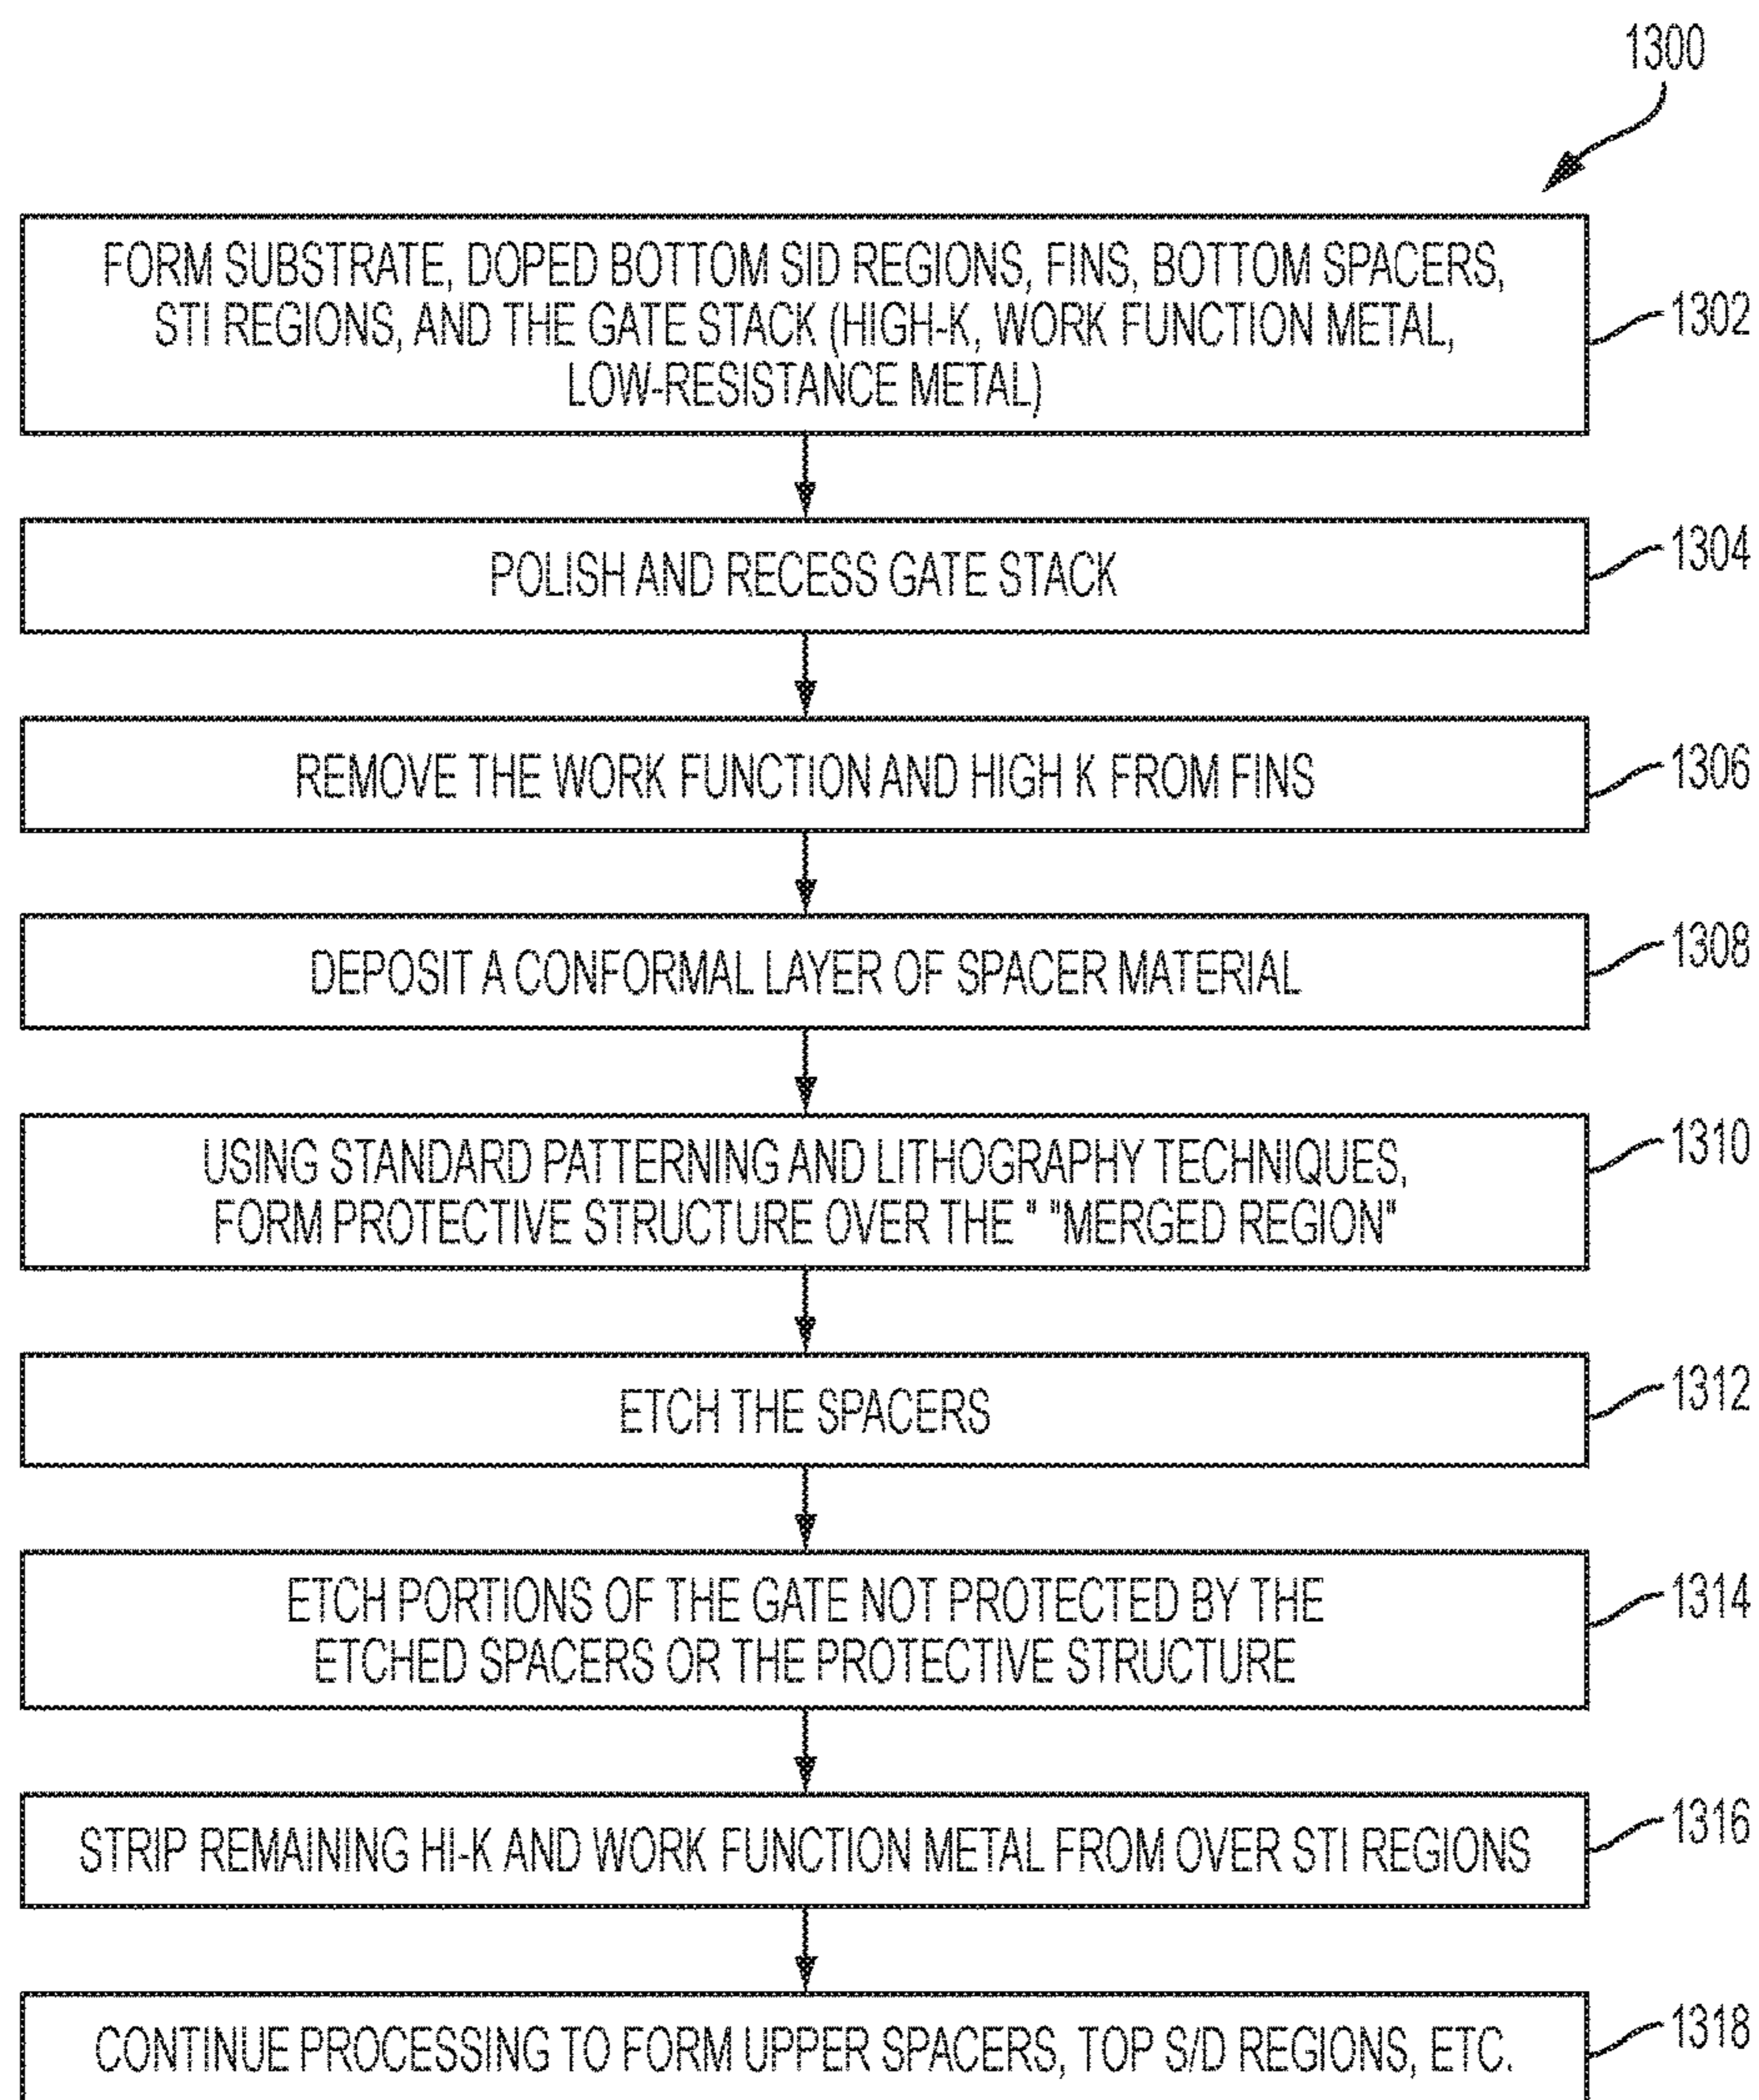 1300
FORM SUBSTRATE, DOPED BOTTOM SID REGIONS, FINS, BOTTOM SPACERS,
STI REGIONS, AND THE GATE STACK (HIGH-K, WORK FUNCTION METAL,
LOW-RESISTANCE METAL)
1302
POLISH AND RECESS GATE STACK
1304
REMOVE THE WORK FUNCTION AND HIGH K FROM FINS
1306
DEPOSIT A CONFORMAL LAYER OF SPACER MATERIAL
1308
USING STANDARD PATTERNING AND LITHOGRAPHY TECHNIQUES,
FORM PROTECTIVE STRUCTURE OVER THE " "MERGED REGION"
1310
ETCH THE SPACERS
1312
ETCH PORTIONS OF THE GATE NOT PROTECTED BY THE
ETCHED SPACERS OR THE PROTECTIVE STRUCTURE
1314
STRIP REMAINING HI-K AND WORK FUNCTION METAL FROM OVER STI REGIONS
1316
CONTINUE PROCESSING TO FORM UPPER SPACERS, TOP S/D REGIONS, ETC.
1318